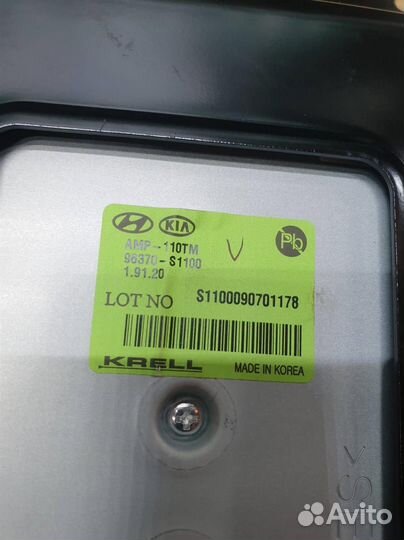 HYUNDAI KIA
AMP-110TM
96370-S1100
1.91.20
V
Pb
LOT NO S1100090701178
KRELL MADE IN KOREA
Avito